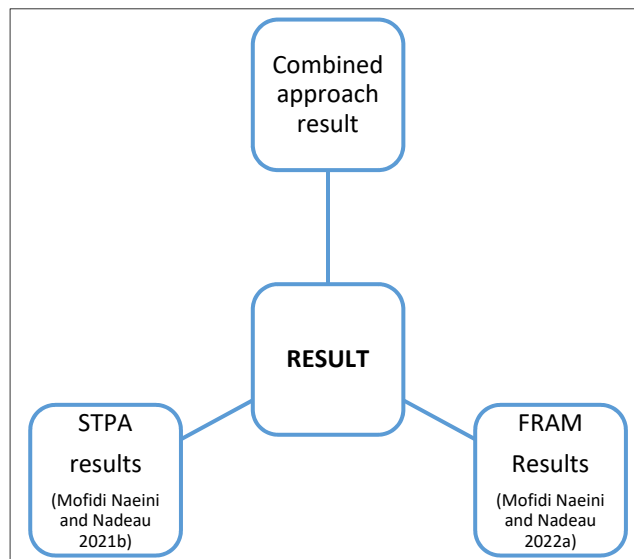 Combined
approach
result
RESULT
STPA
results
(Mofidi Naeini
and Nadeau
2021b)
FRAM
Results
(Mofidi Naeini
and Nadeau
2022a)